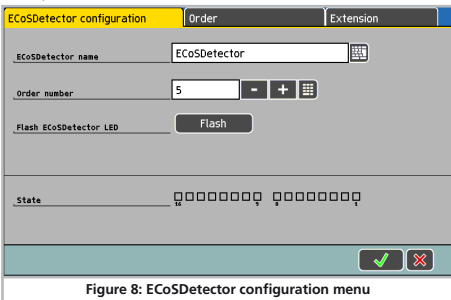 ECoSDetector configuration Order Extension
ECoSDetector name ECoSDetector
Order number 5 - +
Flash ECoSDetector LED Flash
State
16 9 8 1
Figure 8: ECoSDetector configuration menu